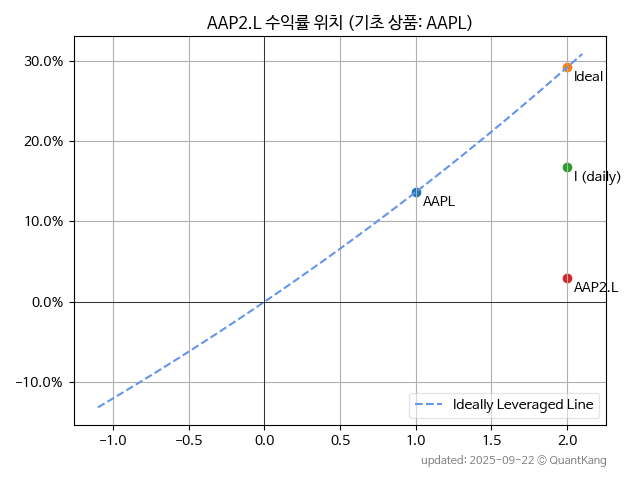 AAP2.L 수익률 위치 (기초 상품: AAPL)
30.0%
20.0%
10.0%
0.0%
−10.0%
Ideal
I (daily)
AAPL
AAP2.L
Ideally Leveraged Line
−1.0 −0.5 0.0 0.5 1.0 1.5 2.0
updated: 2025-09-22 © QuantKang